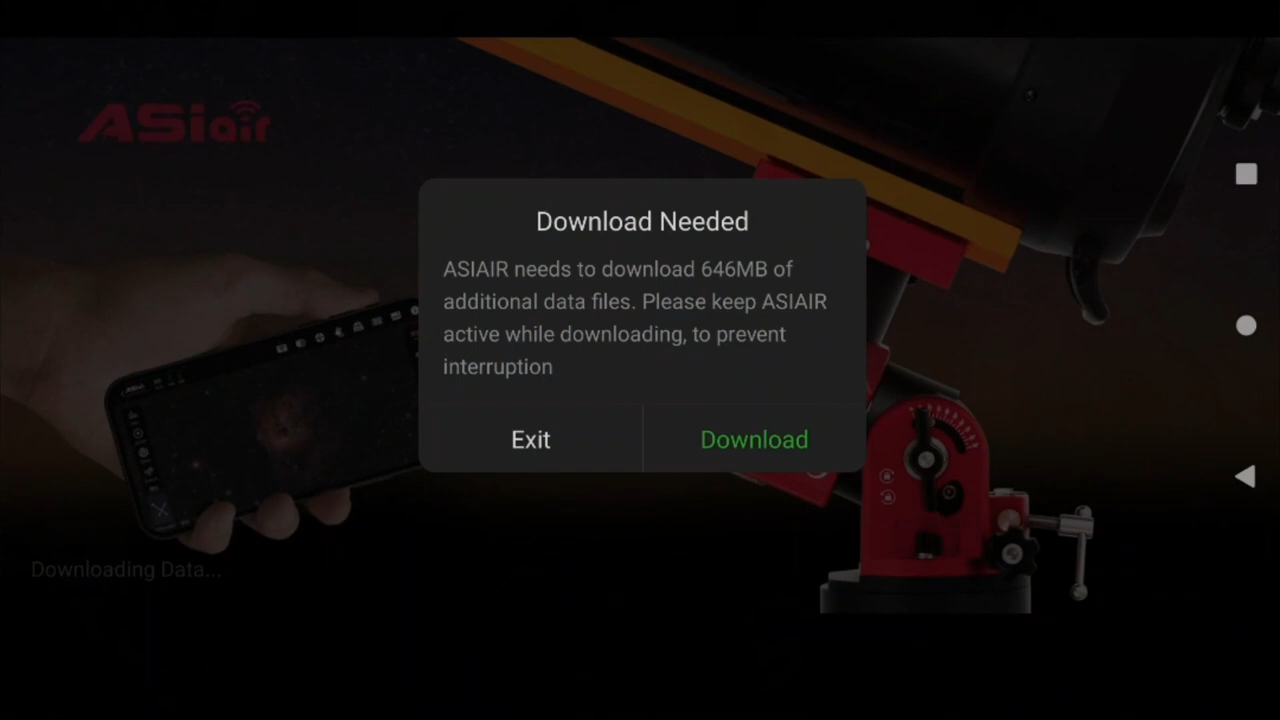 ASiair
Download Needed
ASIAIR needs to download 646MB of
additional data files. Please keep ASIAIR
active while downloading, to prevent
interruption
Exit
Download
Downloading Data...